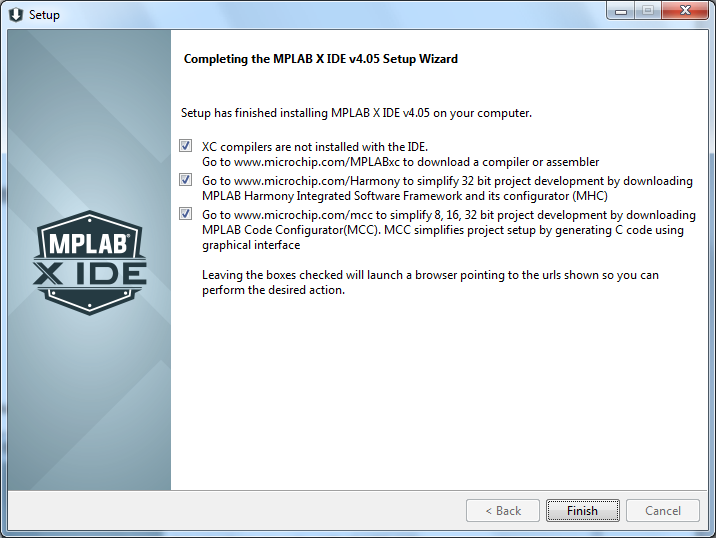 Setup
Completing the MPLAB X IDE v4.05 Setup Wizard
Setup has finished installing MPLAB X IDE v4.05 on your computer.
XC compilers are not installed with the IDE.
Go to www.microchip.com/MPLABxc to download a compiler or assembler
Go to www.microchip.com/Harmony to simplify 32 bit project development by downloading
MPLAB Harmony Integrated Software Framework and its configurator (MHC)
Go to www.microchip.com/mcc to simplify 8, 16, 32 bit project development by downloading
MPLAB Code Configurator(MCC). MCC simplifies project setup by generating C code using
graphical interface
Leaving the boxes checked will launch a browser pointing to the urls shown so you can
perform the desired action.
MPLAB®
X IDE
< Back
Finish
Cancel